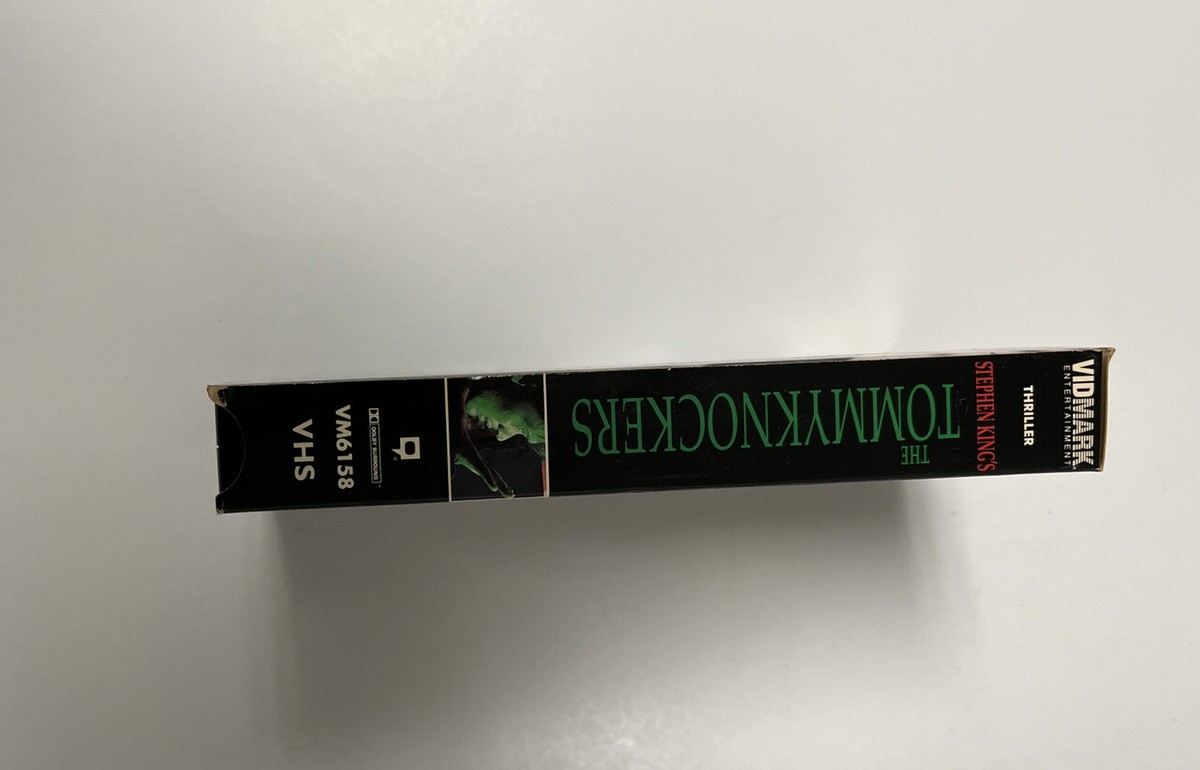 VIDMARK
ENTERTAINMENT
THRILLER
STEPHEN KING'S
THE
TOMMYKNOCKERS
DOLBY SURROUND
VM6158
VHS